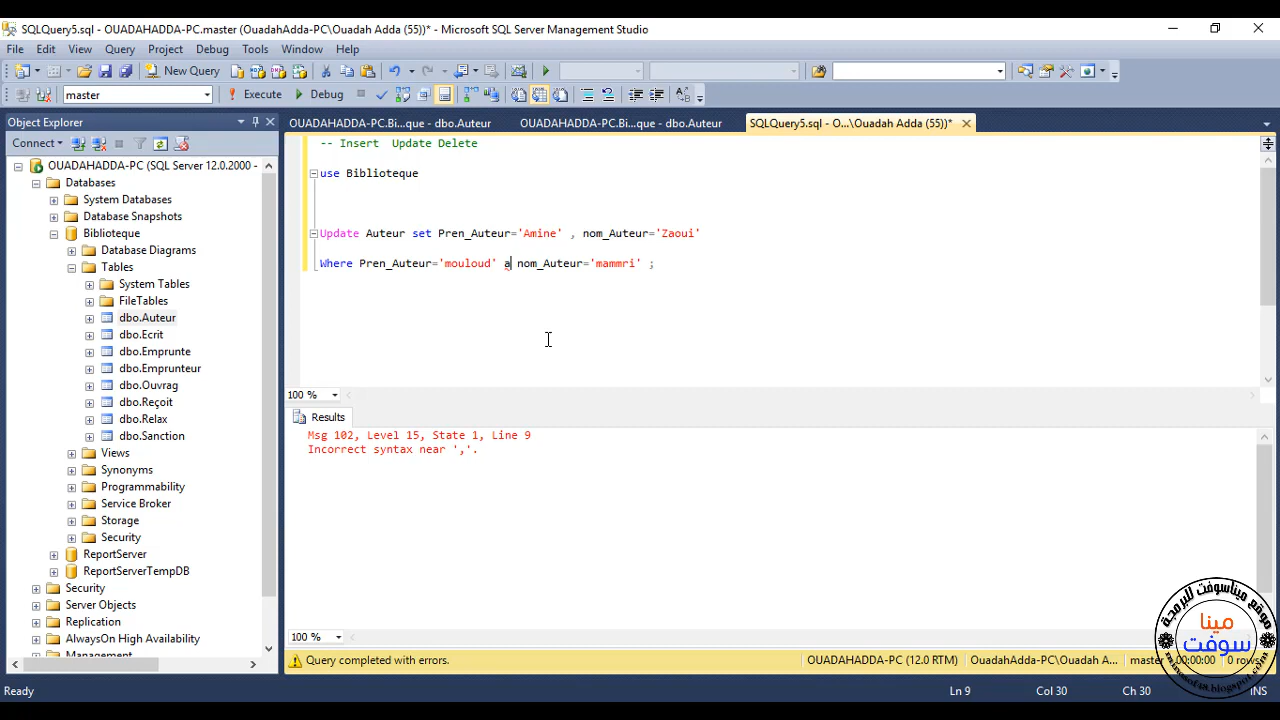 SQLQuery5.sql - OUADAHADDA-PC.master (OUADAHADDA-PC\Ouadah Adda (55))* - Microsoft SQL Server Management Studio
File Edit View Query Project Debug Tools Window Help
New Query
master Execute Debug
Object Explorer
OUADAHADDA-PC.Bi...que - dbo.Auteur OUADAHADDA-PC.Bi...que - dbo.Auteur SQLQuery5.sql - O...\Ouadah Adda (55))*
Connect
OUADAHADDA-PC (SQL Server 12.0.2000 -
Databases
System Databases
Database Snapshots
Biblioteque
Database Diagrams
Tables
System Tables
FileTables
dbo.Auteur
dbo.Ecrit
dbo.Emprunte
dbo.Emprunteur
dbo.Ouvrag
dbo.Reçoit
dbo.Relax
dbo.Sanction
Views
Synonyms
Programmability
Service Broker
Storage
Security
ReportServer
ReportServerTempDB
Security
Server Objects
Replication
AlwaysOn High Availability
Management
-- Insert  Update Delete
use Biblioteque
Update Auteur set Pren_Auteur='Amine' , nom_Auteur='Zaoui'
Where Pren_Auteur='mouloud' a nom_Auteur='mammri' ;
100 %
Results
Msg 102, Level 15, State 1, Line 9
Incorrect syntax near ','.
100 %
Query completed with errors. OUADAHADDA-PC (12.0 RTM) OuadahAdda-PC\Ouadah A... master 00:00:00 0 rows
Ready Ln 9 Col 30 Ch 30 INS
موقع ميناسوفت للبرمجة
مينا
سوفت